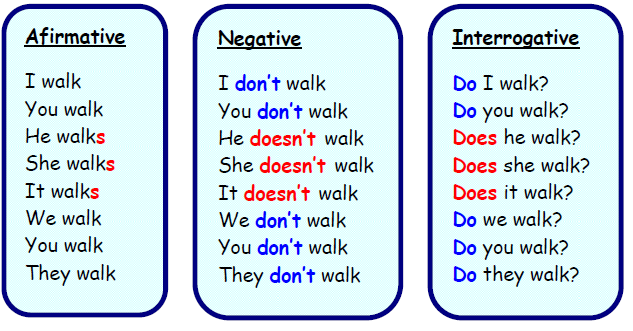 Afirmative
I walk
You walk
He walks
She walks
It walks
We walk
You walk
They walk
Negative
I don't walk
You don't walk
He doesn't walk
She doesn't walk
It doesn't walk
We don't walk
You don't walk
They don't walk
Interrogative
Do I walk?
Do you walk?
Does he walk?
Does she walk?
Does it walk?
Do we walk?
Do you walk?
Do they walk?